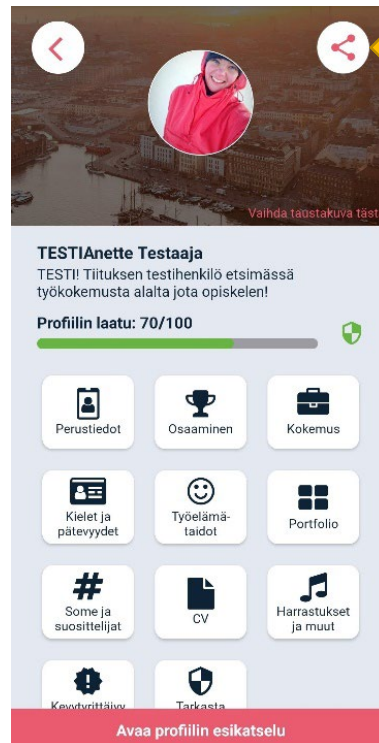 Vaihda taustakuva täst
TESTIAnette Testaaja
TESTI! Tiituksen testihenkilö etsimässä
työkokemusta alalta jota opiskelen!
Profiilin laatu: 70/100
Perustiedot
Osaaminen
Kokemus
Kielet ja
pätevyydet
Työelämä-
taidot
Portfolio
Some ja
suosittelijat
CV
Harrastukset
ja muut
Tarkasta
Avaa profiilin esikatselu